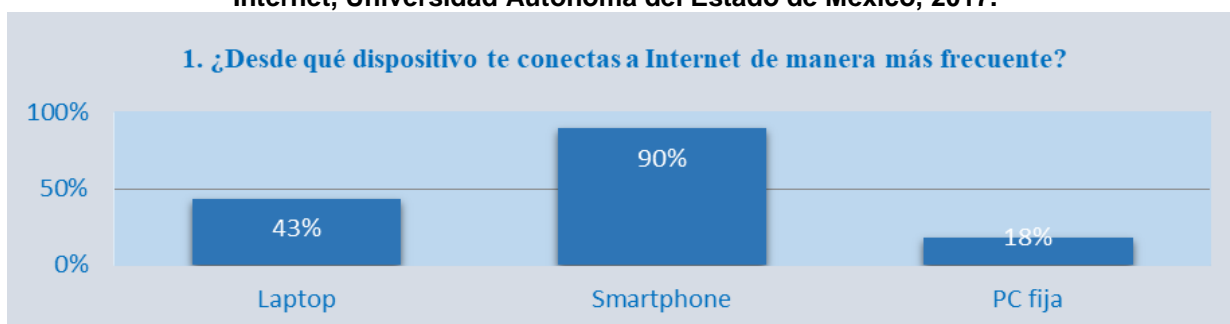 Internet, Universidad Autónoma del Estado de México, 2017.
1. ¿Desde qué dispositivo te conectas a Internet de manera más frecuente?
100%
90%
50%
43%
18%
0%
Laptop Smartphone PC fija